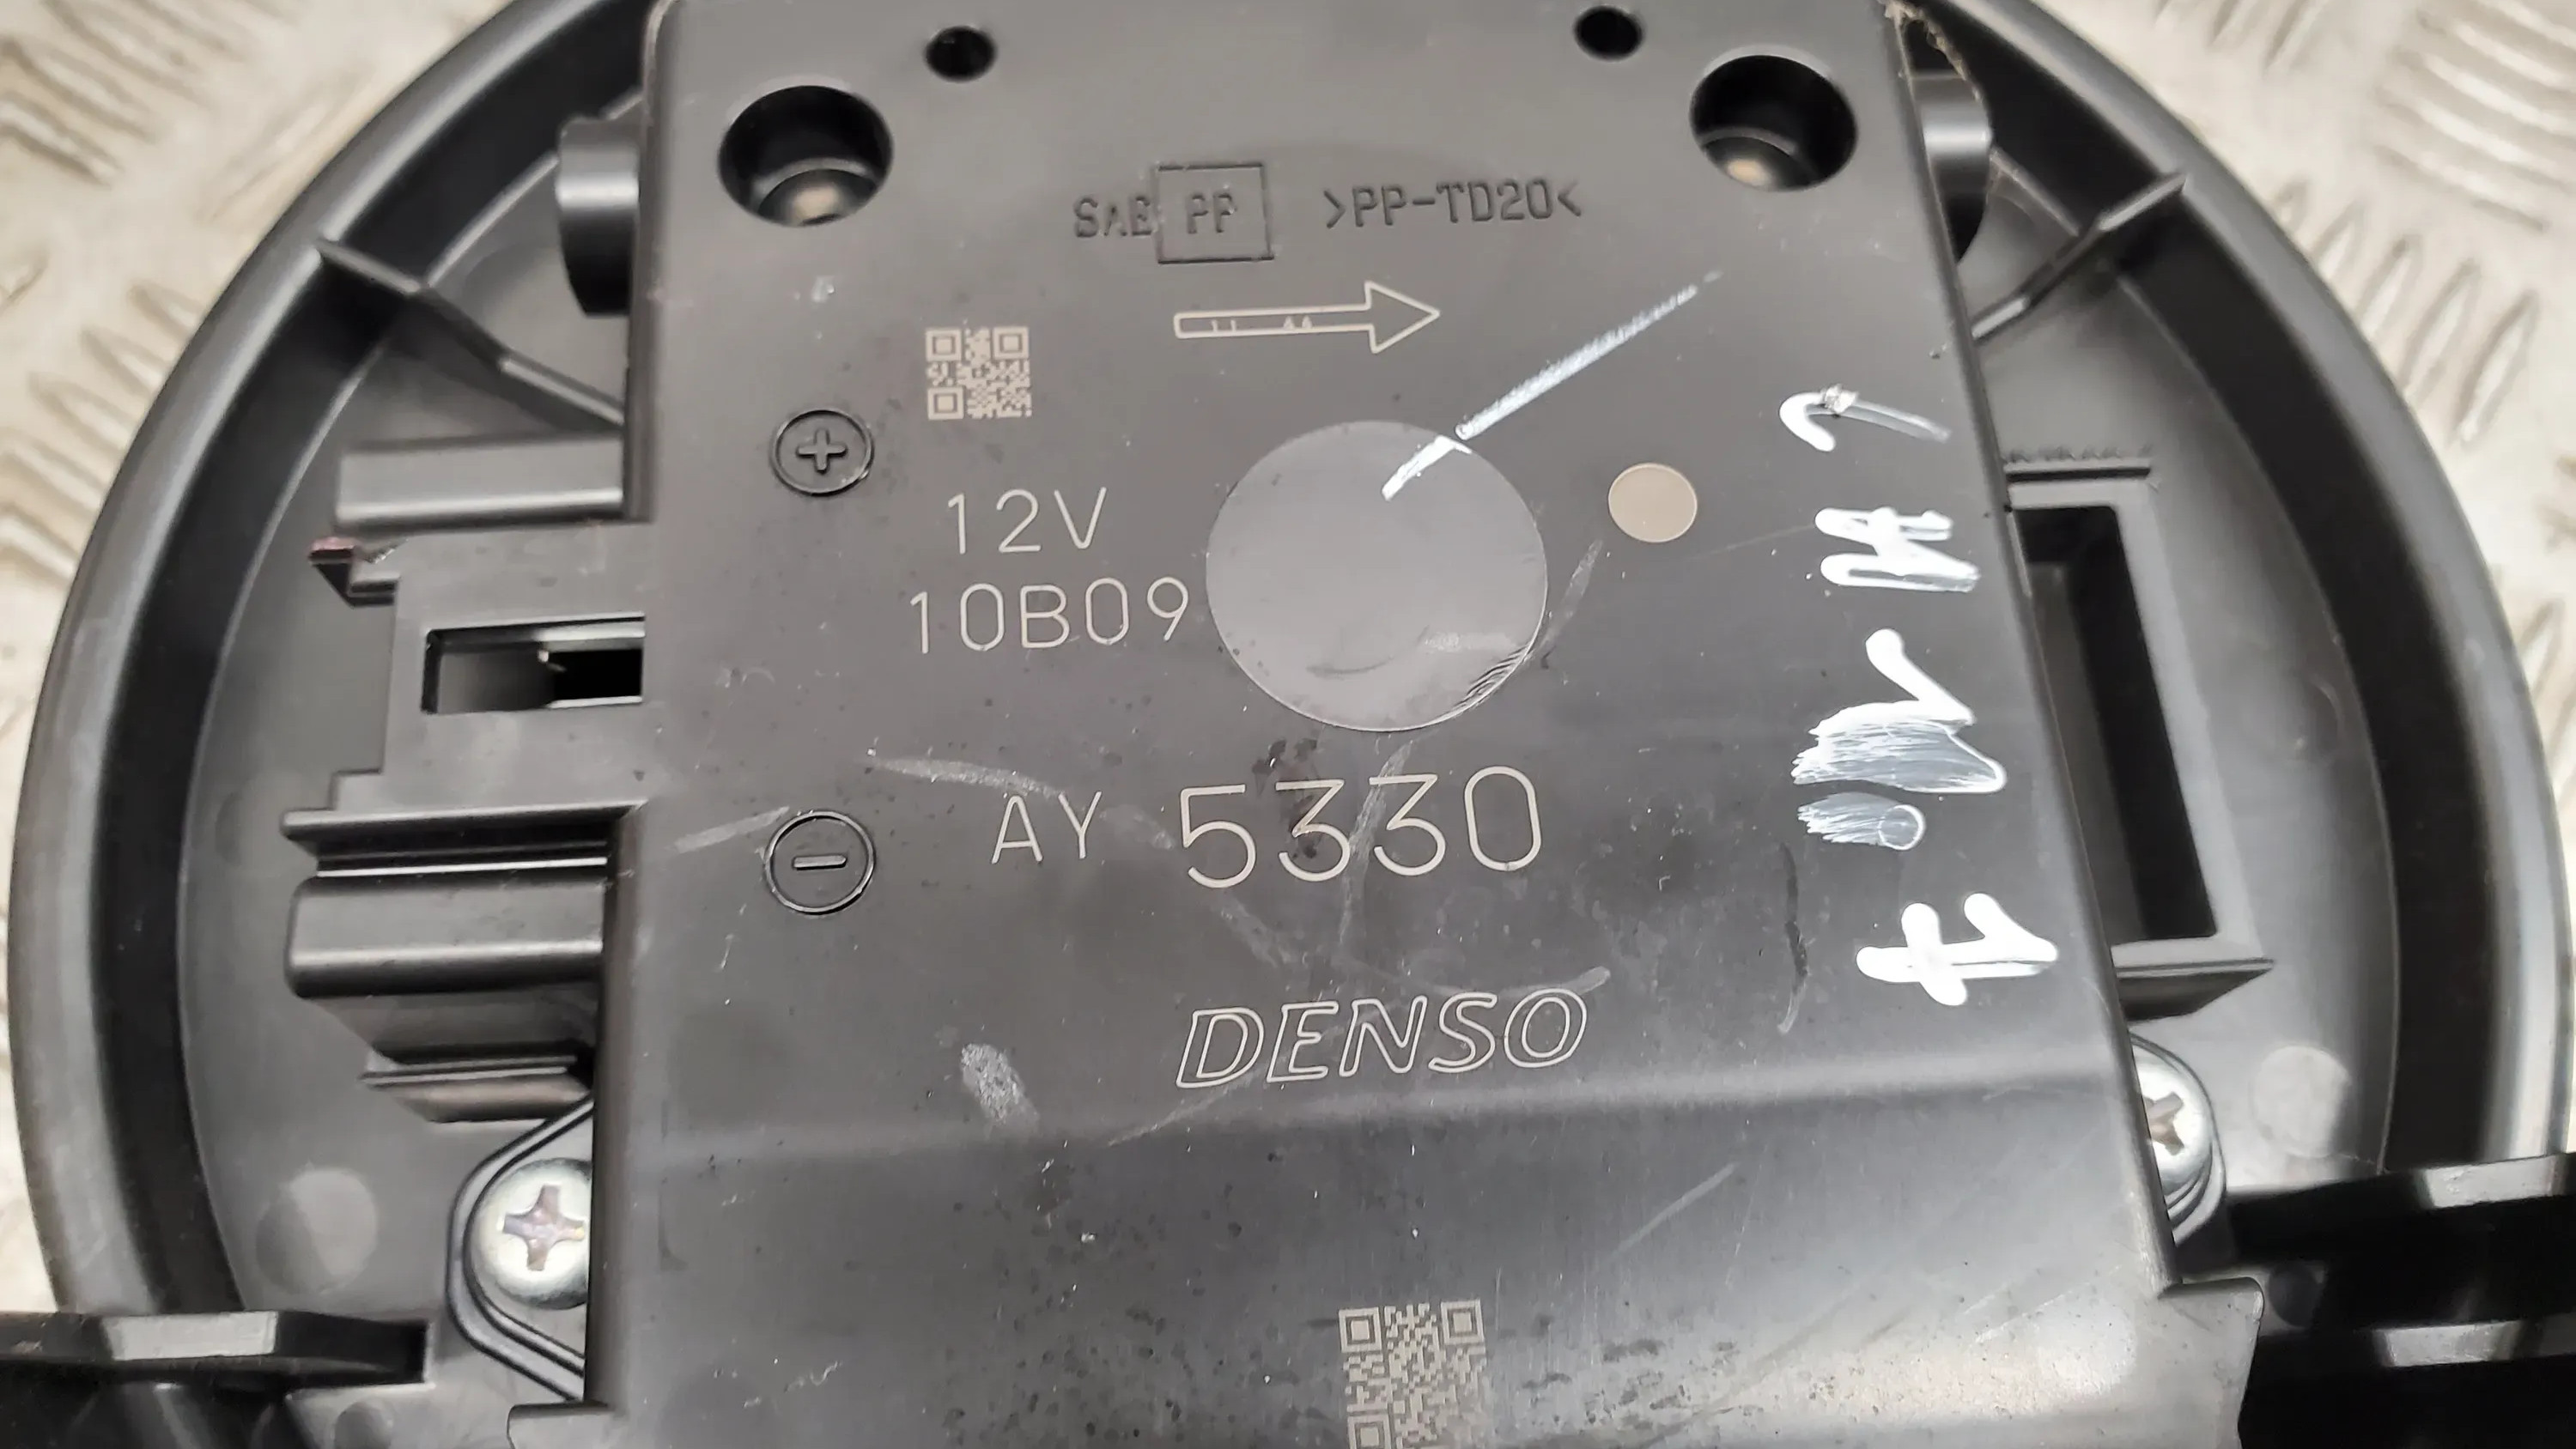 SAE PP >PP-TD20<
12V
10B09
AY 5330
DENSO